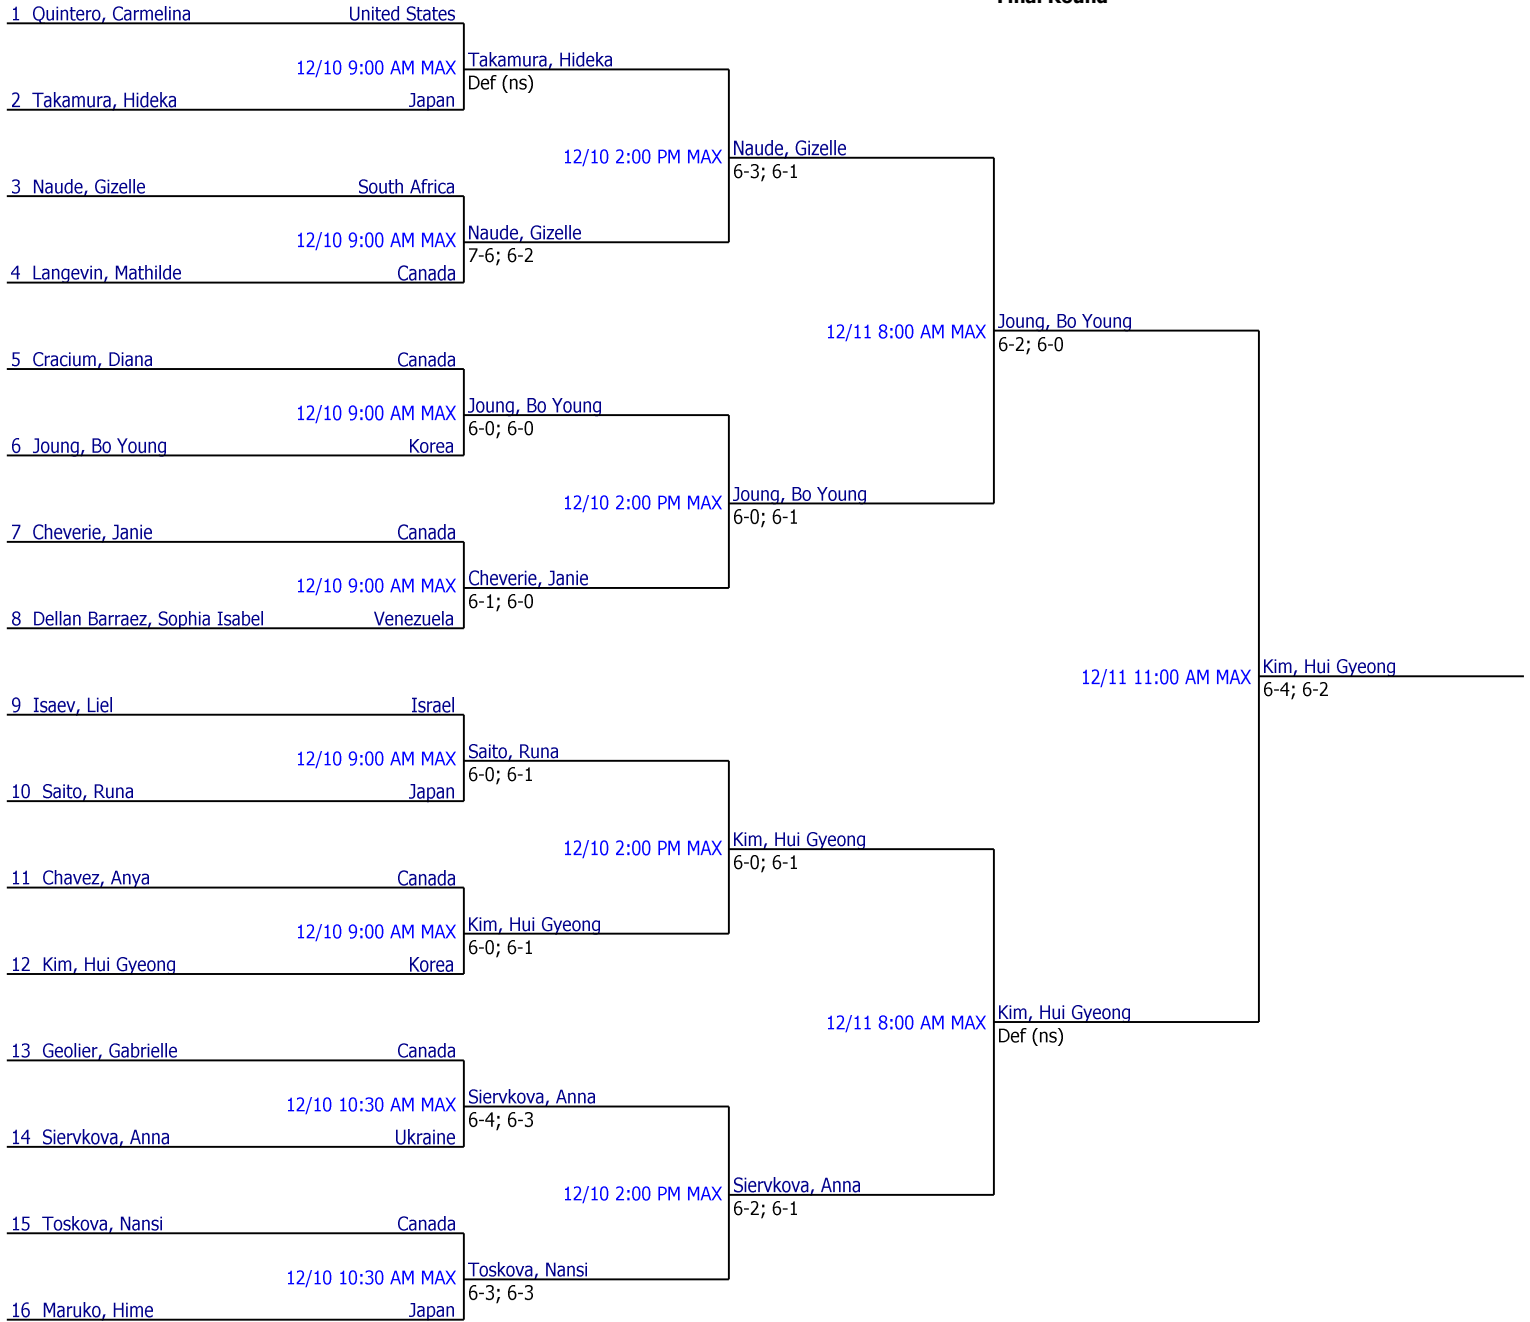 Final Round
1 Quintero, Carmelina United States
12/10 9:00 AM MAX Takamura, Hideka
Def (ns)
2 Takamura, Hideka Japan
12/10 2:00 PM MAX Naude, Gizelle
6-3; 6-1
3 Naude, Gizelle South Africa
12/10 9:00 AM MAX Naude, Gizelle
7-6; 6-2
4 Langevin, Mathilde Canada
12/11 8:00 AM MAX Joung, Bo Young
6-2; 6-0
5 Cracium, Diana Canada
12/10 9:00 AM MAX Joung, Bo Young
6-0; 6-0
6 Joung, Bo Young Korea
12/10 2:00 PM MAX Joung, Bo Young
6-0; 6-1
7 Cheverie, Janie Canada
12/10 9:00 AM MAX Cheverie, Janie
6-1; 6-0
8 Dellan Barraez, Sophia Isabel Venezuela
12/11 11:00 AM MAX Kim, Hui Gyeong
6-4; 6-2
9 Isaev, Liel Israel
12/10 9:00 AM MAX Saito, Runa
6-0; 6-1
10 Saito, Runa Japan
12/10 2:00 PM MAX Kim, Hui Gyeong
6-0; 6-1
11 Chavez, Anya Canada
12/10 9:00 AM MAX Kim, Hui Gyeong
6-0; 6-1
12 Kim, Hui Gyeong Korea
12/11 8:00 AM MAX Kim, Hui Gyeong
Def (ns)
13 Geolier, Gabrielle Canada
12/10 10:30 AM MAX Siervkova, Anna
6-4; 6-3
14 Siervkova, Anna Ukraine
12/10 2:00 PM MAX Siervkova, Anna
6-2; 6-1
15 Toskova, Nansi Canada
12/10 10:30 AM MAX Toskova, Nansi
6-3; 6-3
16 Maruko, Hime Japan